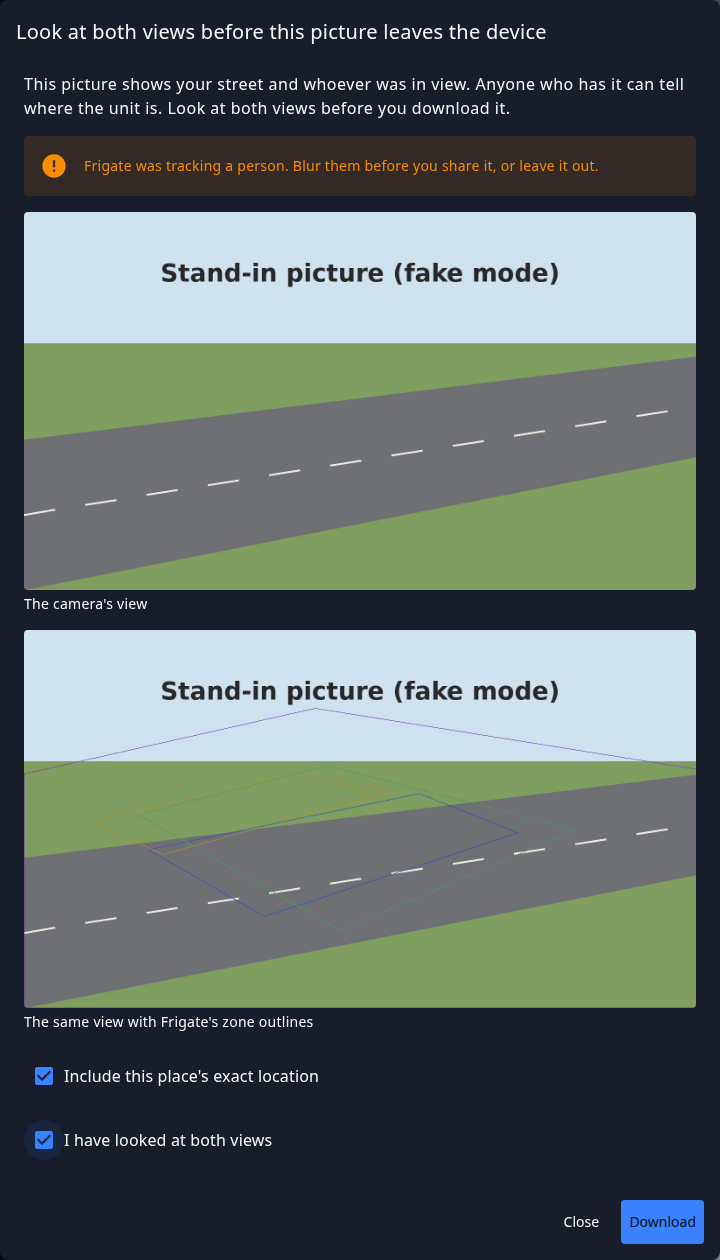 Look at both views before this picture leaves the device
This picture shows your street and whoever was in view. Anyone who has it can tell
where the unit is. Look at both views before you download it.
Frigate was tracking a person. Blur them before you share it, or leave it out.
Stand-in picture (fake mode)
The camera's view
Stand-in picture (fake mode)
The same view with Frigate's zone outlines
Include this place's exact location
I have looked at both views
Close
Download